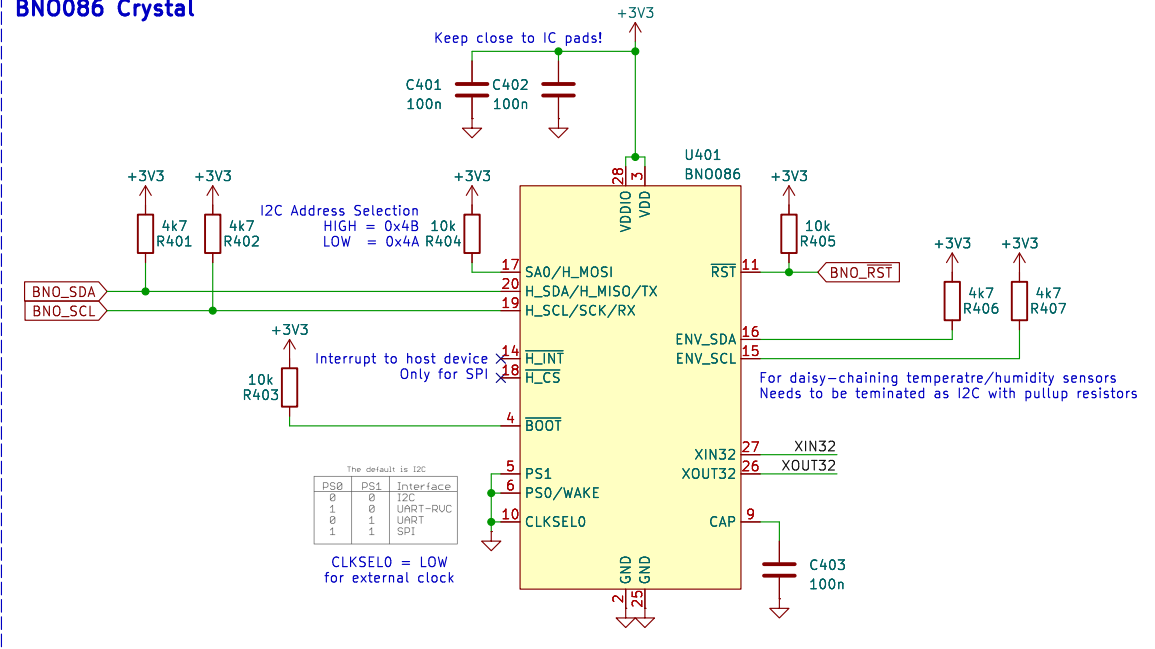 BNO086 Crystal
+3V3
Keep close to IC pads!
C401
100n
C402
100n
U401
BNO086
28
3
VDDIO
VDD
+3V3
+3V3
+3V3
+3V3
4k7
R401
4k7
R402
I2C Address Selection
HIGH = 0x4B
LOW = 0x4A
10k
R404
10k
R405
17 SA0/H_MOSI
RST 11
BNO_RST
BNO_SDA
20 H_SDA/H_MISO/TX
BNO_SCL
19 H_SCL/SCK/RX
+3V3
+3V3
4k7
R406
4k7
R407
+3V3
10k
R403
Interrupt to host device
14 H_INT
Only for SPI
18 H_CS
ENV_SDA 16
ENV_SCL 15
For daisy-chaining temperatre/humidity sensors
Needs to be teminated as I2C with pullup resistors
4 BOOT
XIN32 27 XIN32
XOUT32 26 XOUT32
5 PS1
6 PS0/WAKE
10 CLKSEL0
CAP 9
The default is I2C
PS0 PS1 Interface
0 0 I2C
1 0 UART-RVC
0 1 UART
1 1 SPI
CLKSEL0 = LOW
for external clock
C403
100n
GND
GND
2
25